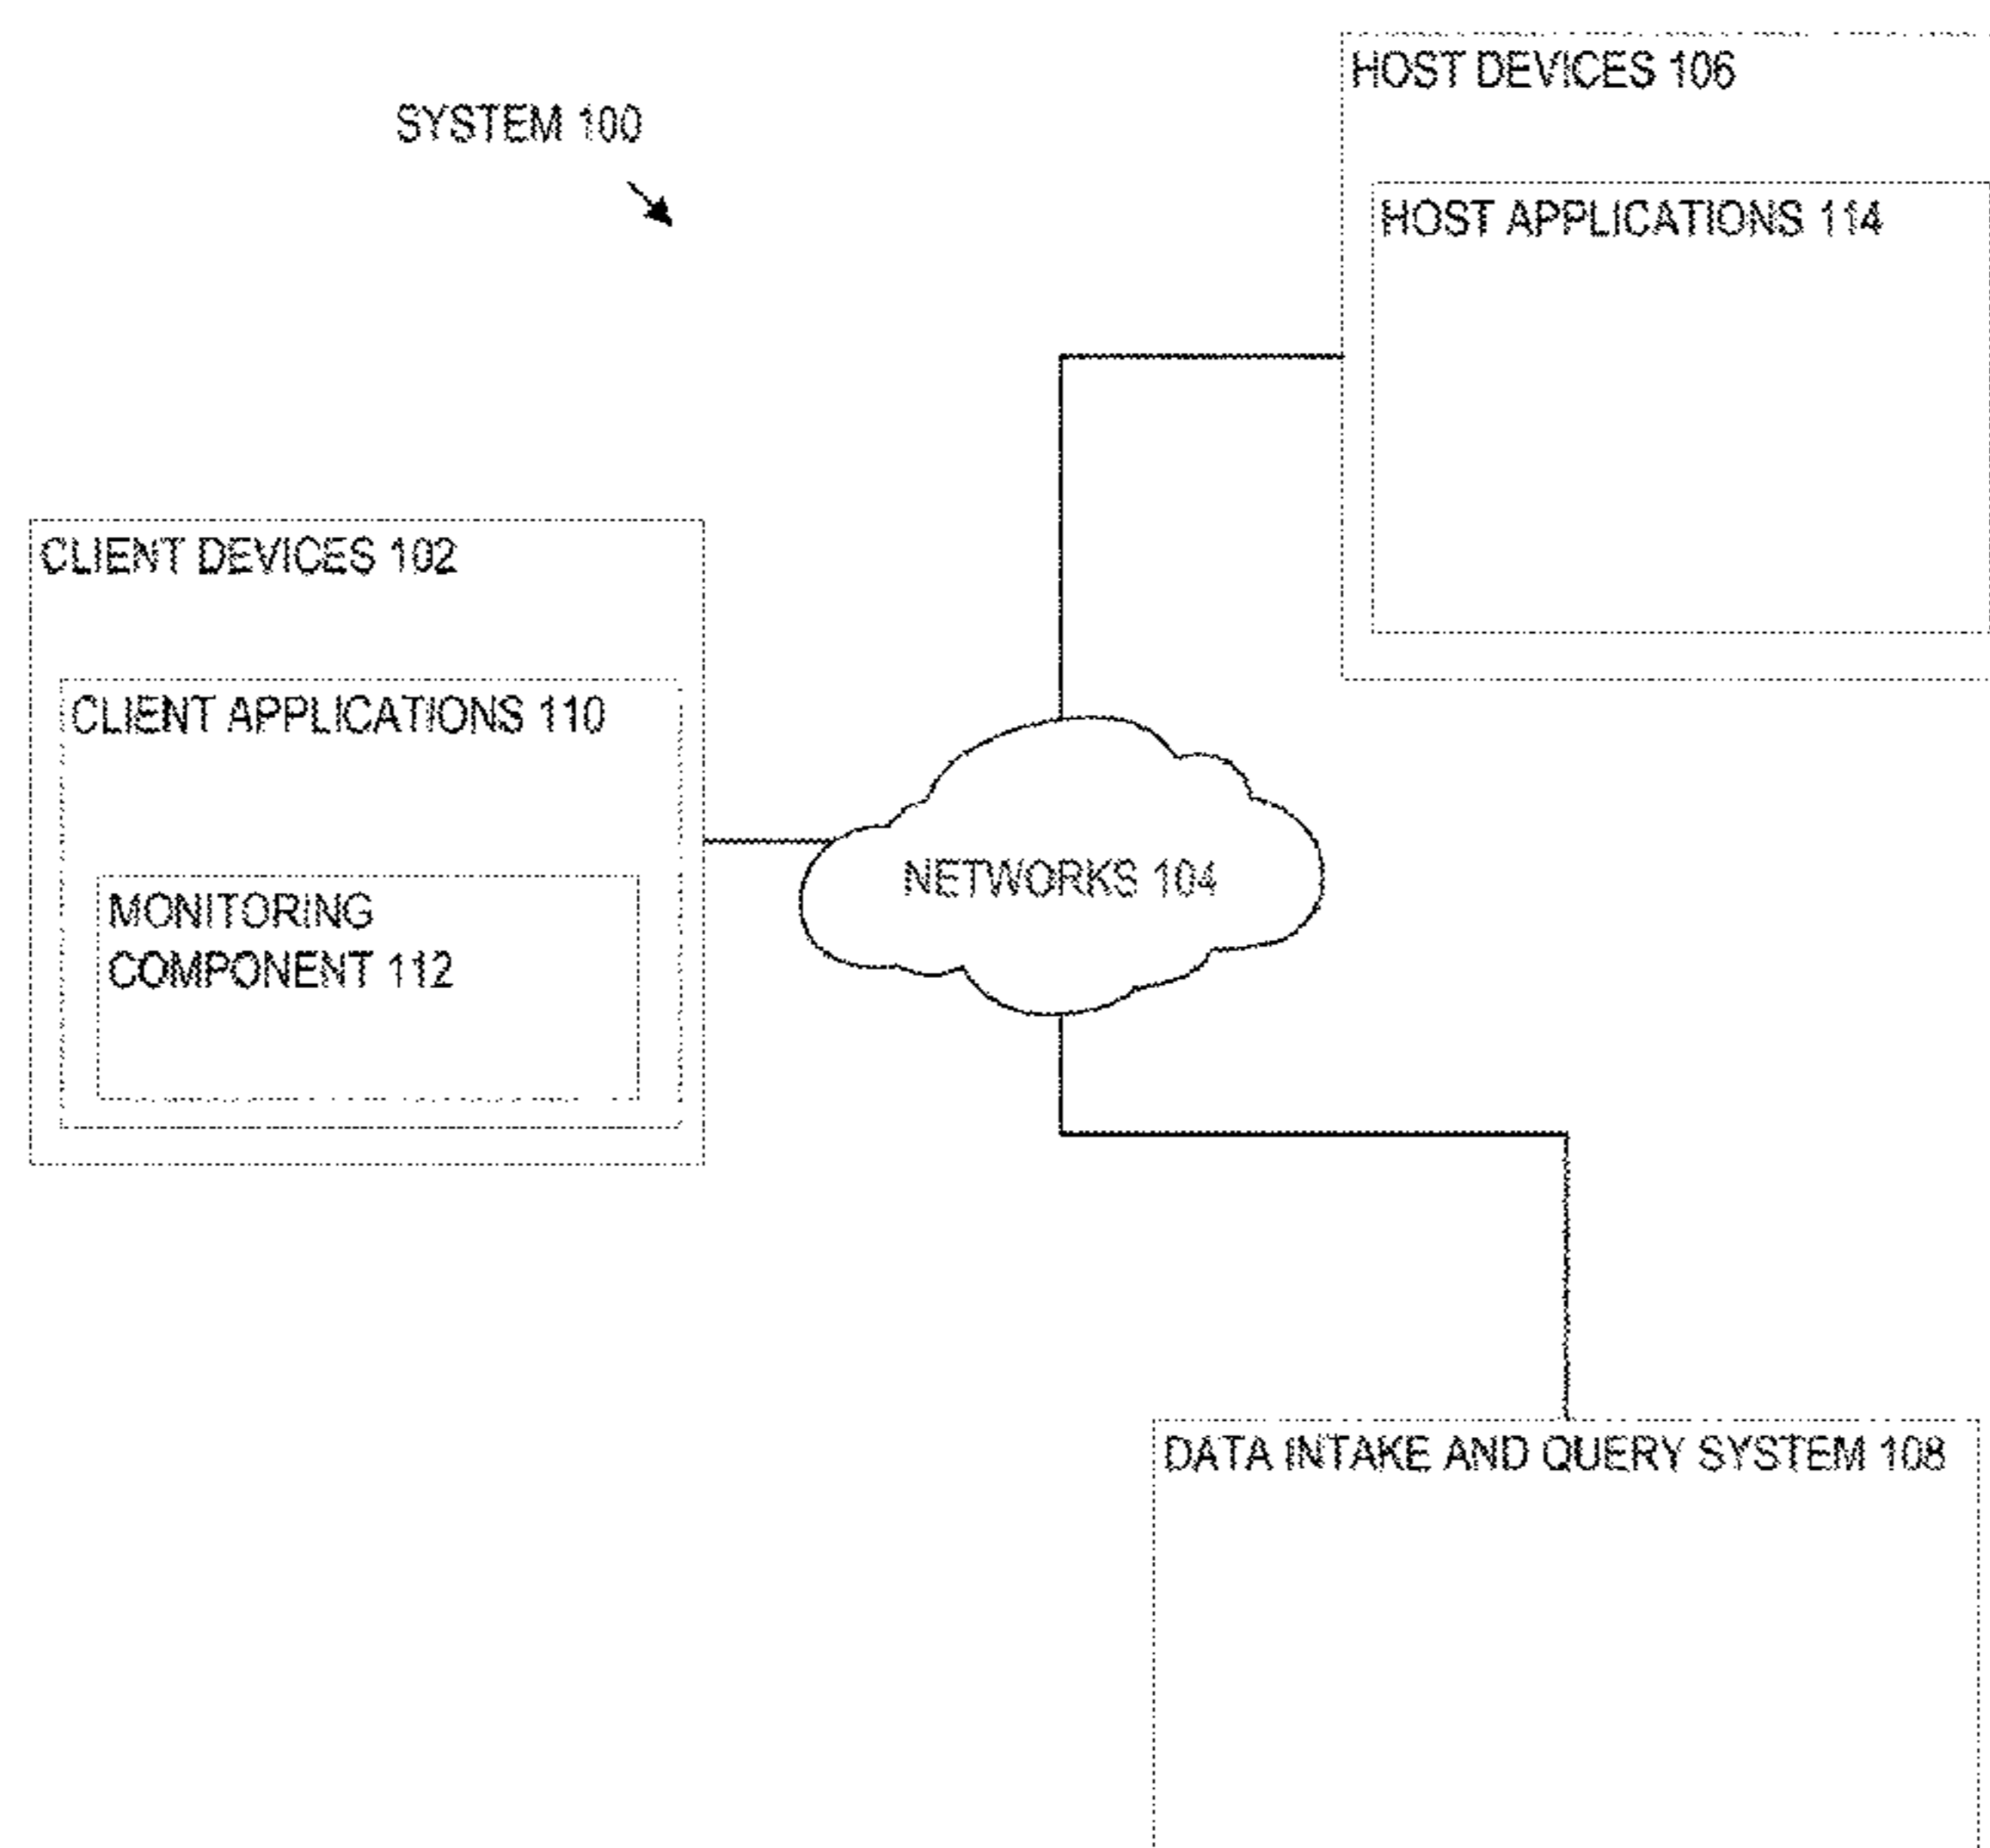 SYSTEM 100
HOST DEVICES 106
HOST APPLICATIONS 114
CLIENT DEVICES 102
CLIENT APPLICATIONS 110
MONITORING
COMPONENT 112
NETWORKS 104
DATA INTAKE AND QUERY SYSTEM 108